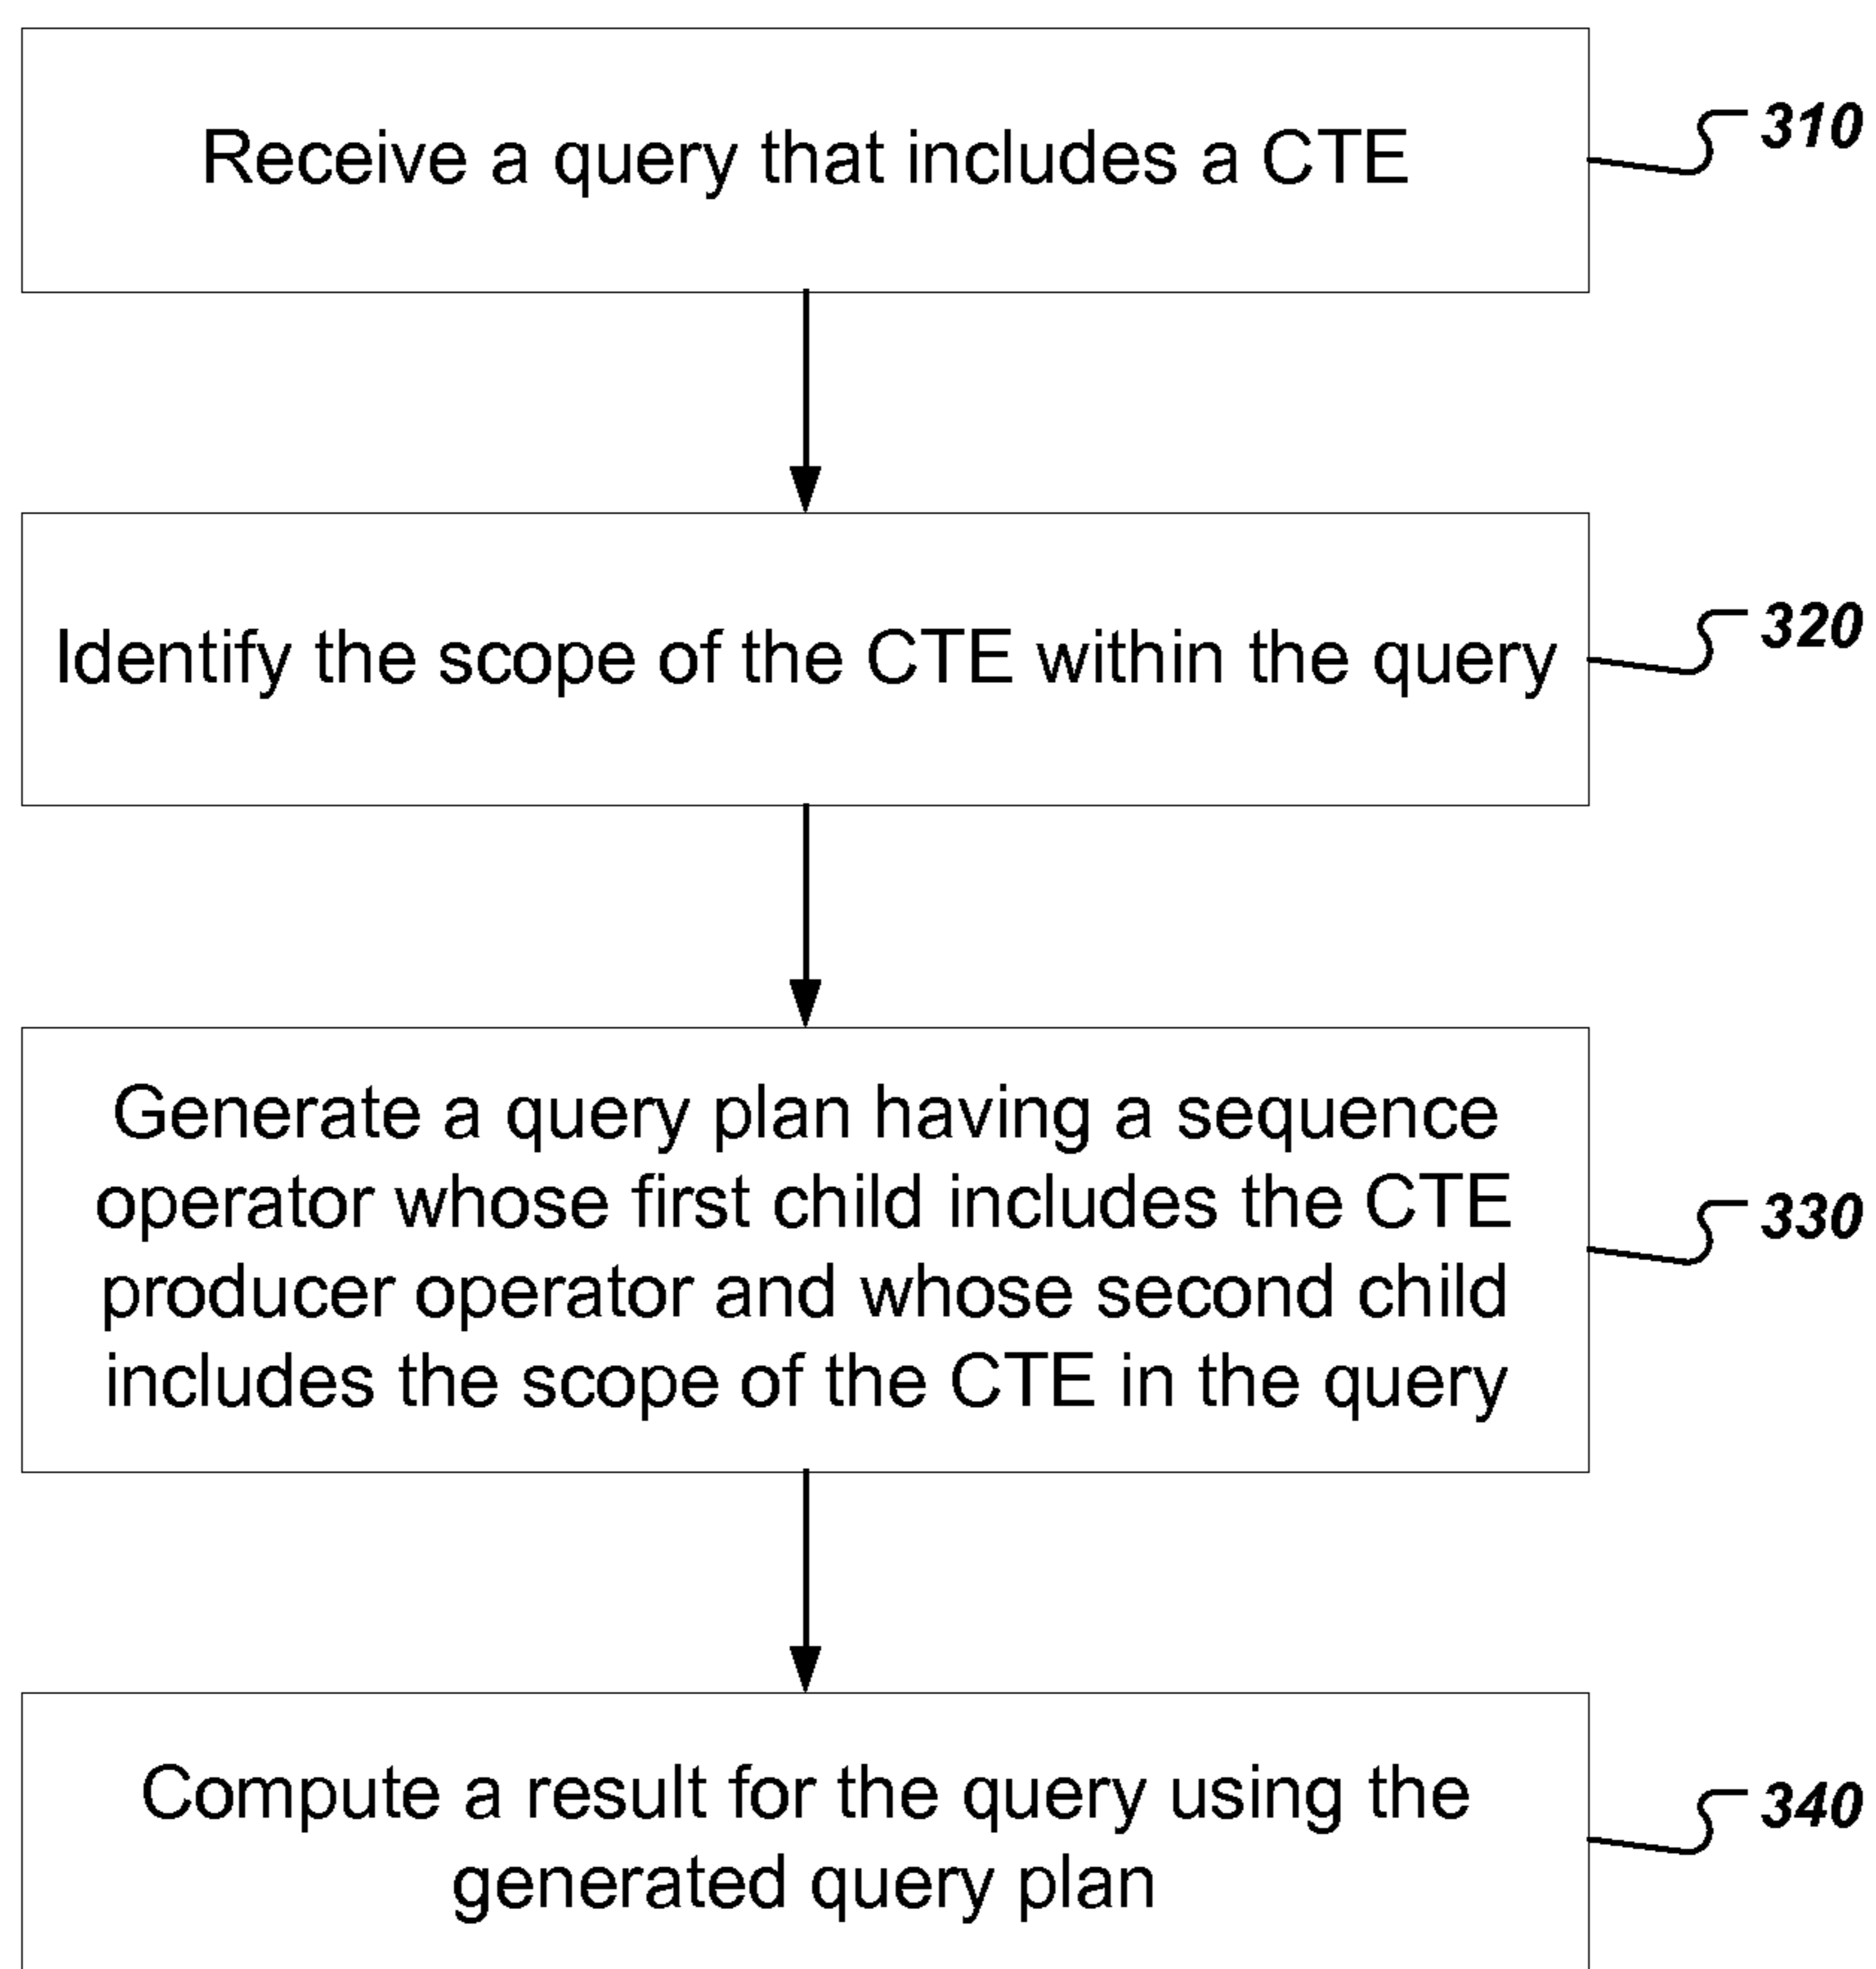 Receive a query that includes a CTE
310
Identify the scope of the CTE within the query
320
Generate a query plan having a sequence
operator whose first child includes the CTE
producer operator and whose second child
includes the scope of the CTE in the query
330
Compute a result for the query using the
generated query plan
340